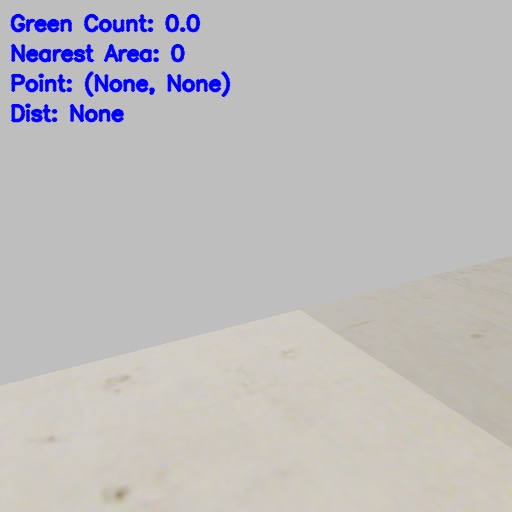 Green Count: 0.0
Nearest Area: 0
Point: (None, None)
Dist: None